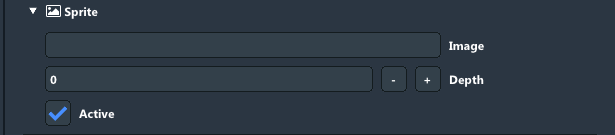 Sprite
Image
0 - + Depth
Active